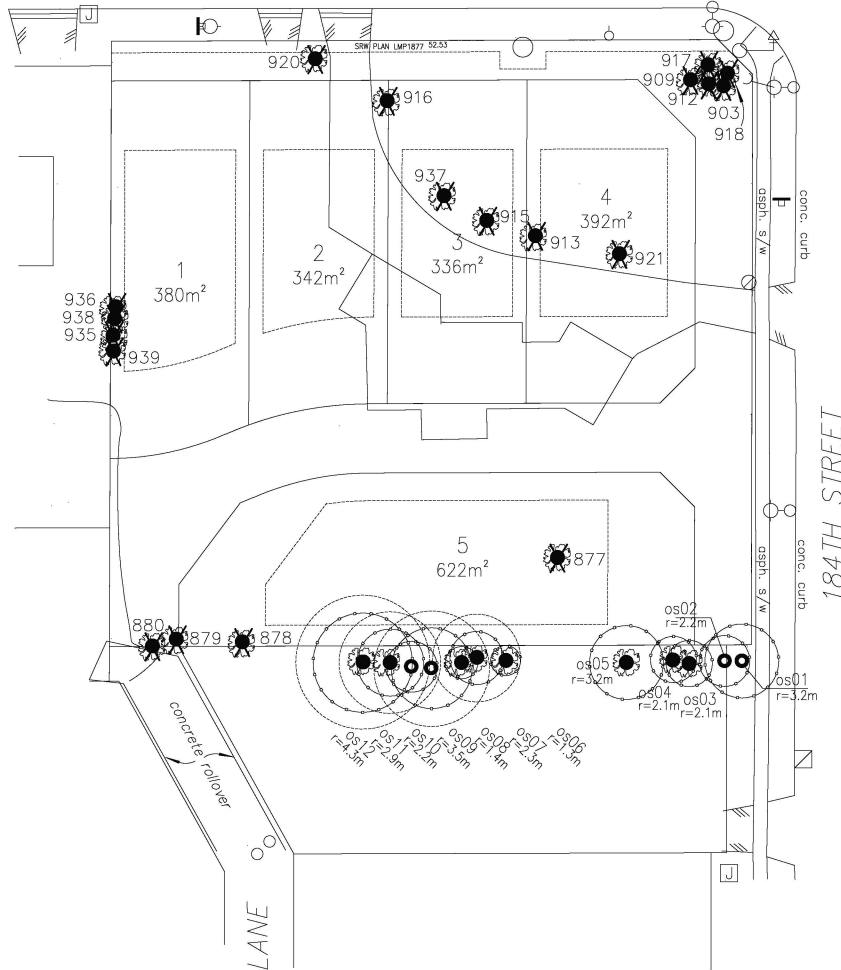 J
SRW PLAN LMP1877 52.53
920
916
917
909
912
903
918
937
915
913
921
conc. curb
asph. s/w
1
380m²
2
342m²
3
336m²
4
392m²
936
938
935
939
184TH STREET
5
622m²
877
conc. curb
asph. s/w
880
879
878
os02
r=2.2m
os01
r=3.2m
os05
r=3.2m
os04
r=2.1m
os03
r=2.1m
os12
r=4.3m
os11
r=2.9m
os10
r=2.2m
os09
r=3.5m
os08
r=1.4m
os07
r=2.3m
os06
r=1.3m
concrete rollover
J
LANE